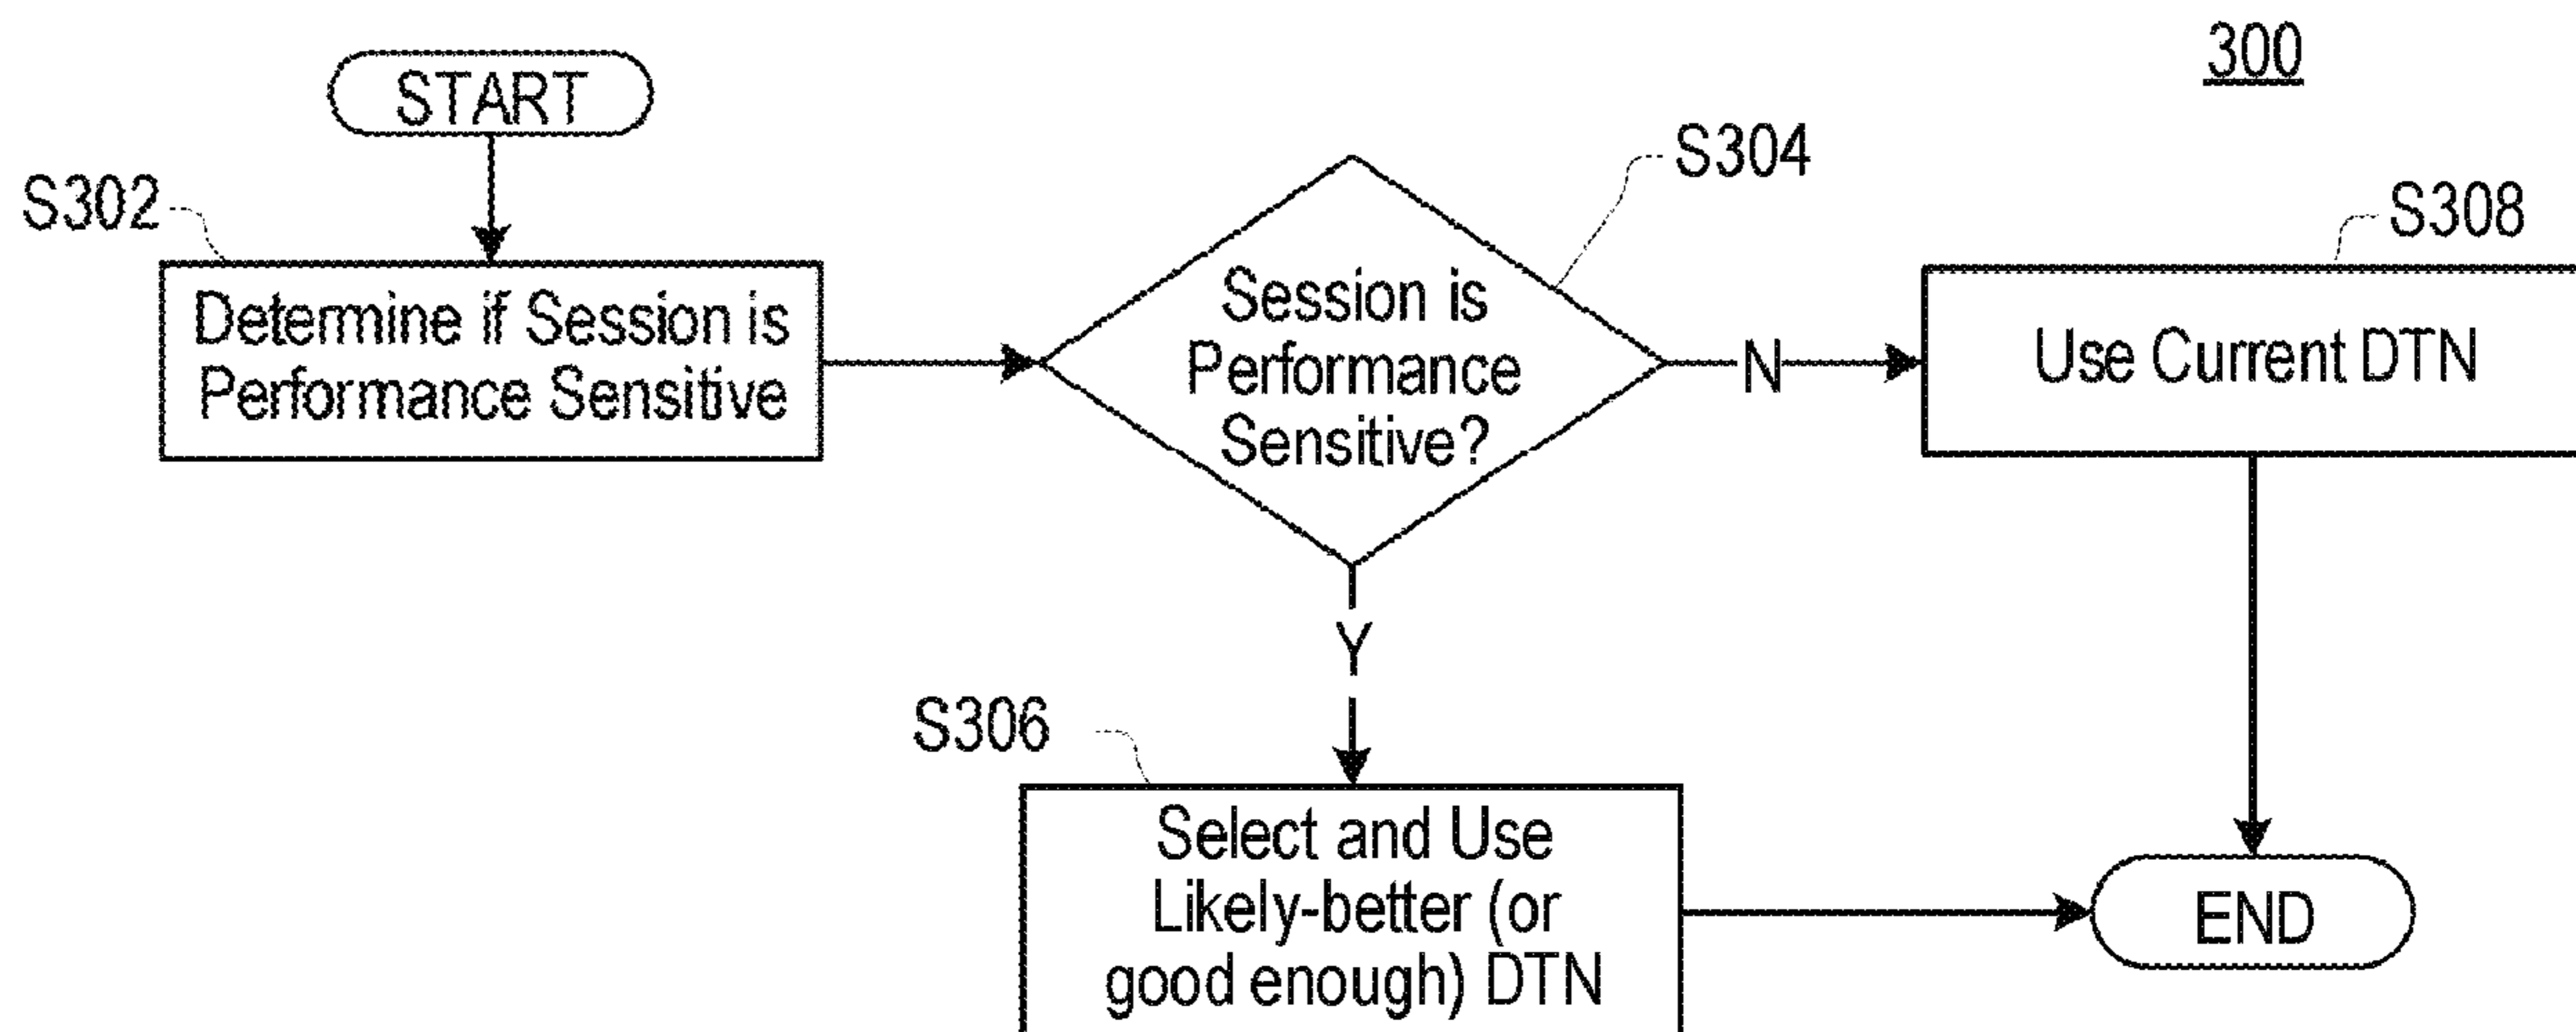 300
START
S302
Determine if Session is
Performance Sensitive
S304
Session is
Performance
Sensitive?
N
S308
Use Current DTN
Y
S306
Select and Use
Likely-better (or
good enough) DTN
END